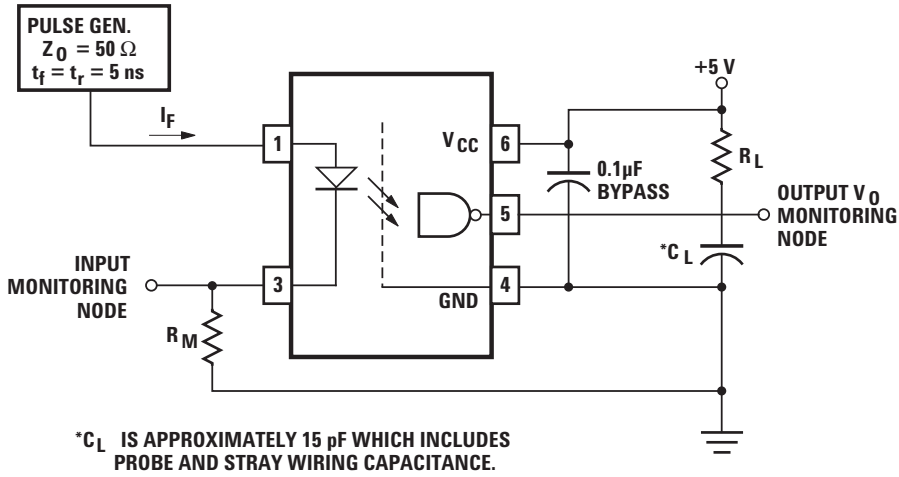 PULSE GEN.
Z0 = 50 Ω
tf = tr = 5 ns
IF
1
3
INPUT
MONITORING
NODE
RM
VCC
6
5
4
GND
0.1µF
BYPASS
+5 V
RL
*CL
OUTPUT V0
MONITORING
NODE
*CL IS APPROXIMATELY 15 pF WHICH INCLUDES
PROBE AND STRAY WIRING CAPACITANCE.